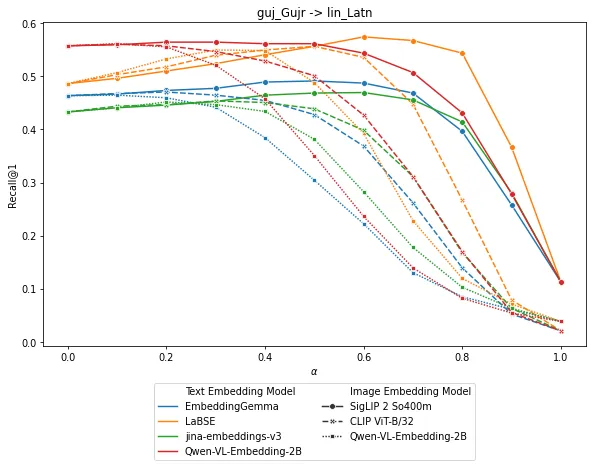 guj_Gujr -> lin_Latn
Recall@1
0.6
0.5
0.4
0.3
0.2
0.1
0.0
0.0 0.2 0.4 0.6 0.8 1.0
α
Text Embedding Model
EmbeddingGemma
LaBSE
jina-embeddings-v3
Qwen-VL-Embedding-2B
Image Embedding Model
SigLIP 2 So400m
CLIP ViT-B/32
Qwen-VL-Embedding-2B